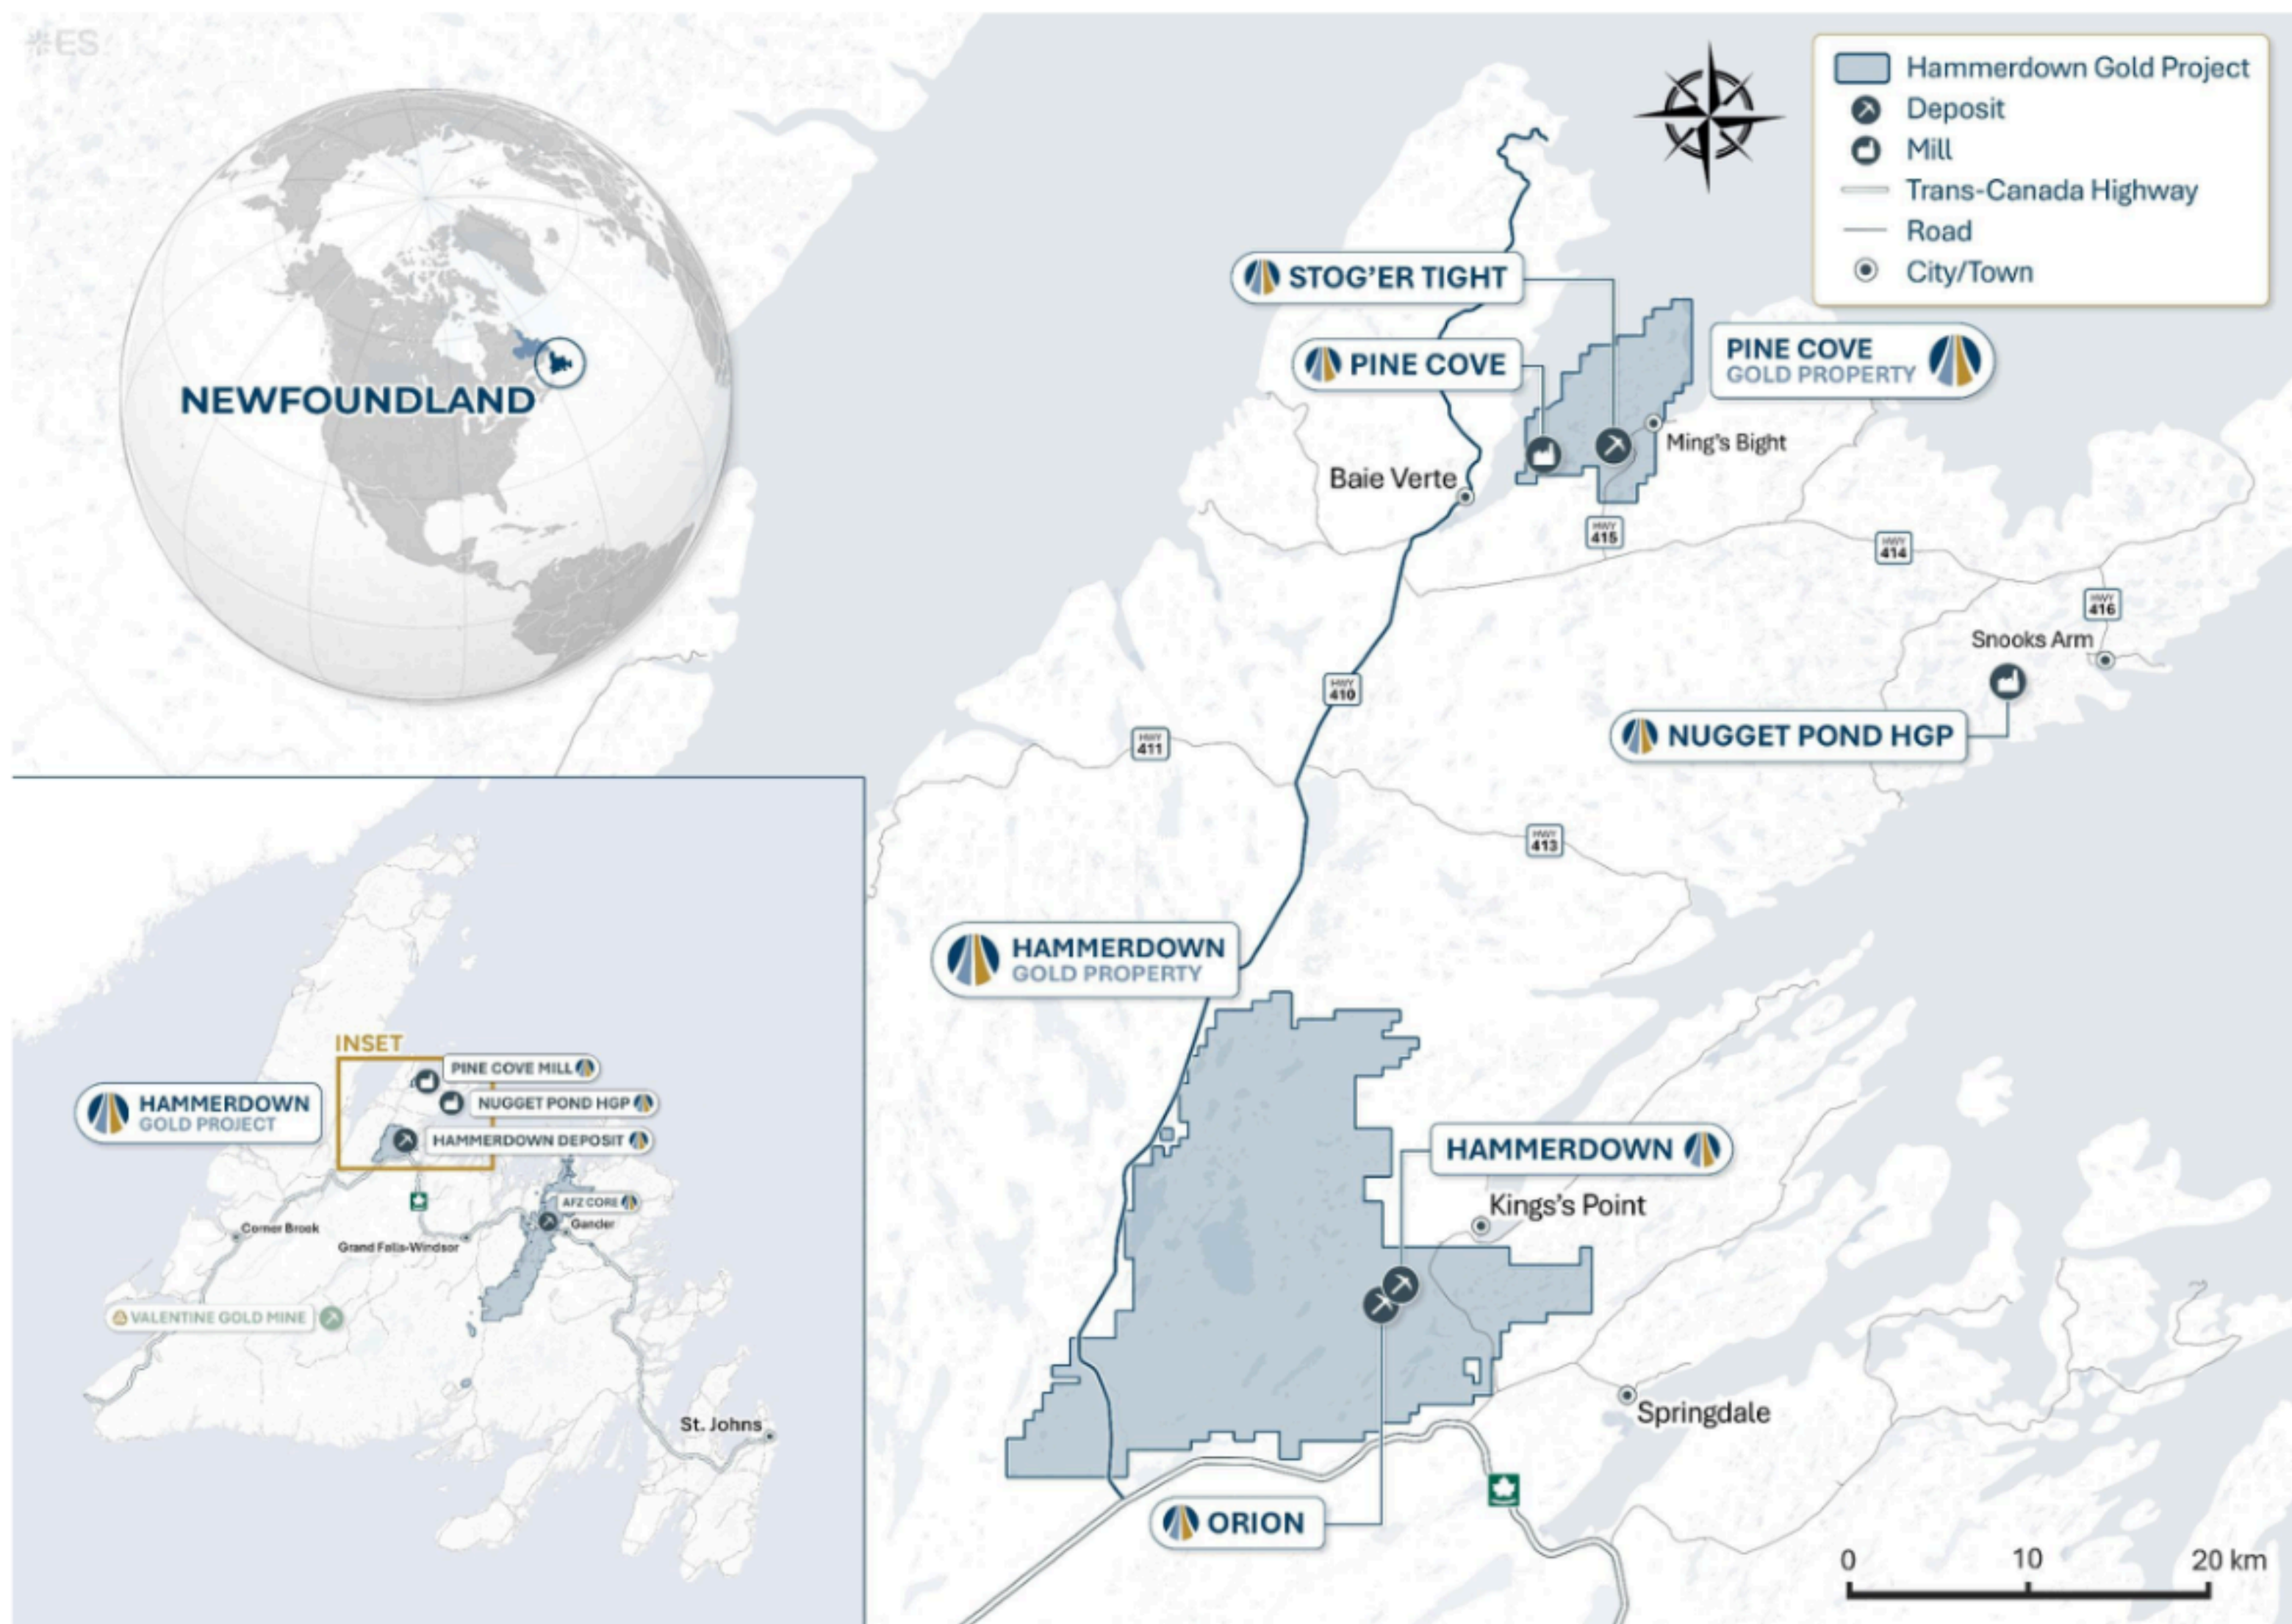 ES
NEWFOUNDLAND
Hammerdown Gold Project
Deposit
Mill
Trans-Canada Highway
Road
City/Town
STOG'ER TIGHT
PINE COVE
PINE COVE
GOLD PROPERTY
Ming's Bight
Baie Verte
HWY
415
HWY
414
HWY
416
Snooks Arm
HWY
410
NUGGET POND HGP
HWY
411
HWY
413
HAMMERDOWN
GOLD PROPERTY
HAMMERDOWN
Kings's Point
Springdale
ORION
0 10 20 km
INSET
PINE COVE MILL
NUGGET POND HGP
HAMMERDOWN
GOLD PROJECT
HAMMERDOWN DEPOSIT
AFZ CORE
Gander
Corner Brook
Grand Falls-Windsor
VALENTINE GOLD MINE
St. Johns